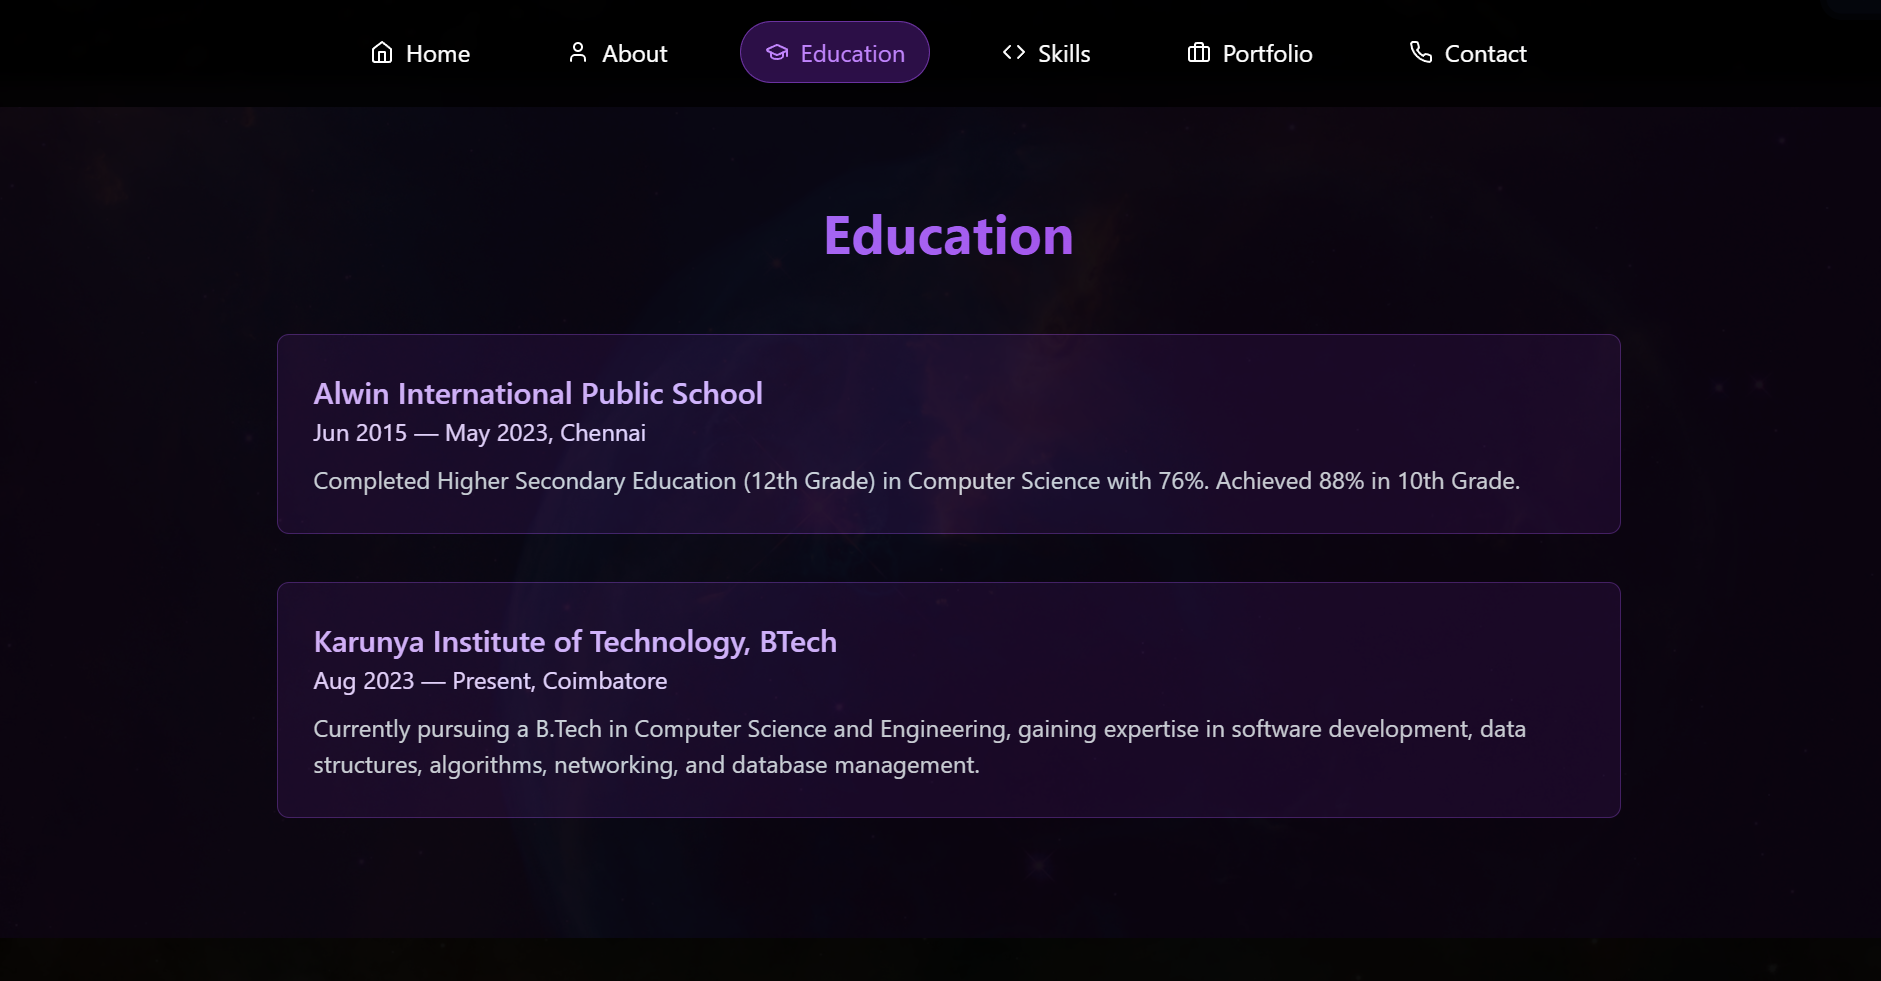 Home About Education Skills Portfolio Contact
Education
Alwin International Public School
Jun 2015 — May 2023, Chennai
Completed Higher Secondary Education (12th Grade) in Computer Science with 76%. Achieved 88% in 10th Grade.
Karunya Institute of Technology, BTech
Aug 2023 — Present, Coimbatore
Currently pursuing a B.Tech in Computer Science and Engineering, gaining expertise in software development, data
structures, algorithms, networking, and database management.